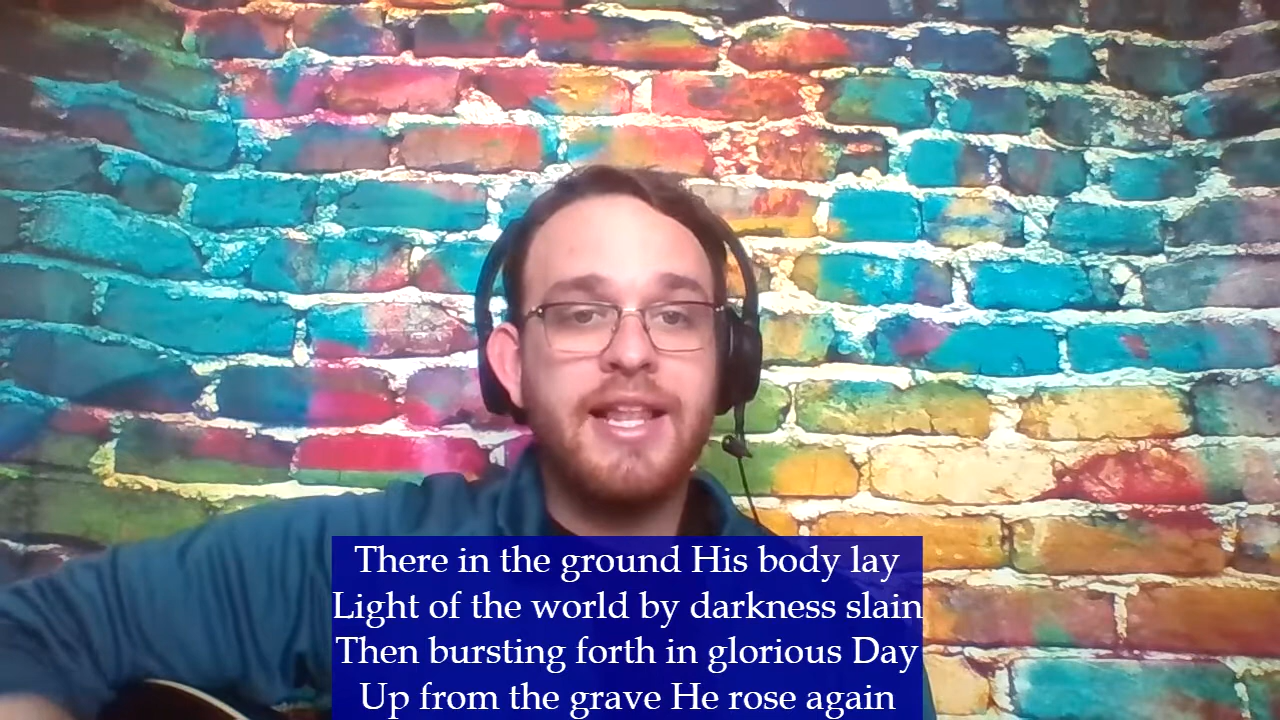 There in the ground His body lay
Light of the world by darkness slain
Then bursting forth in glorious Day
Up from the grave He rose again